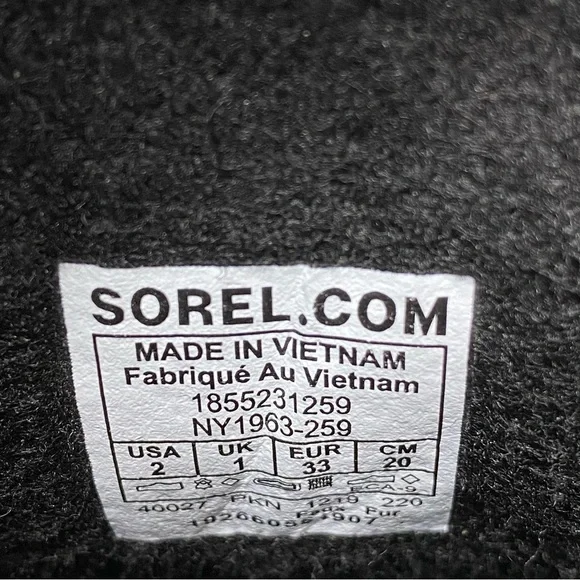 SOREL.COM
MADE IN VIETNAM
Fabriqué Au Vietnam
1855231259
NY1963-259
USA UK EUR CM
2 1 33 20
40027 PKN 1219 220
Faux Fur